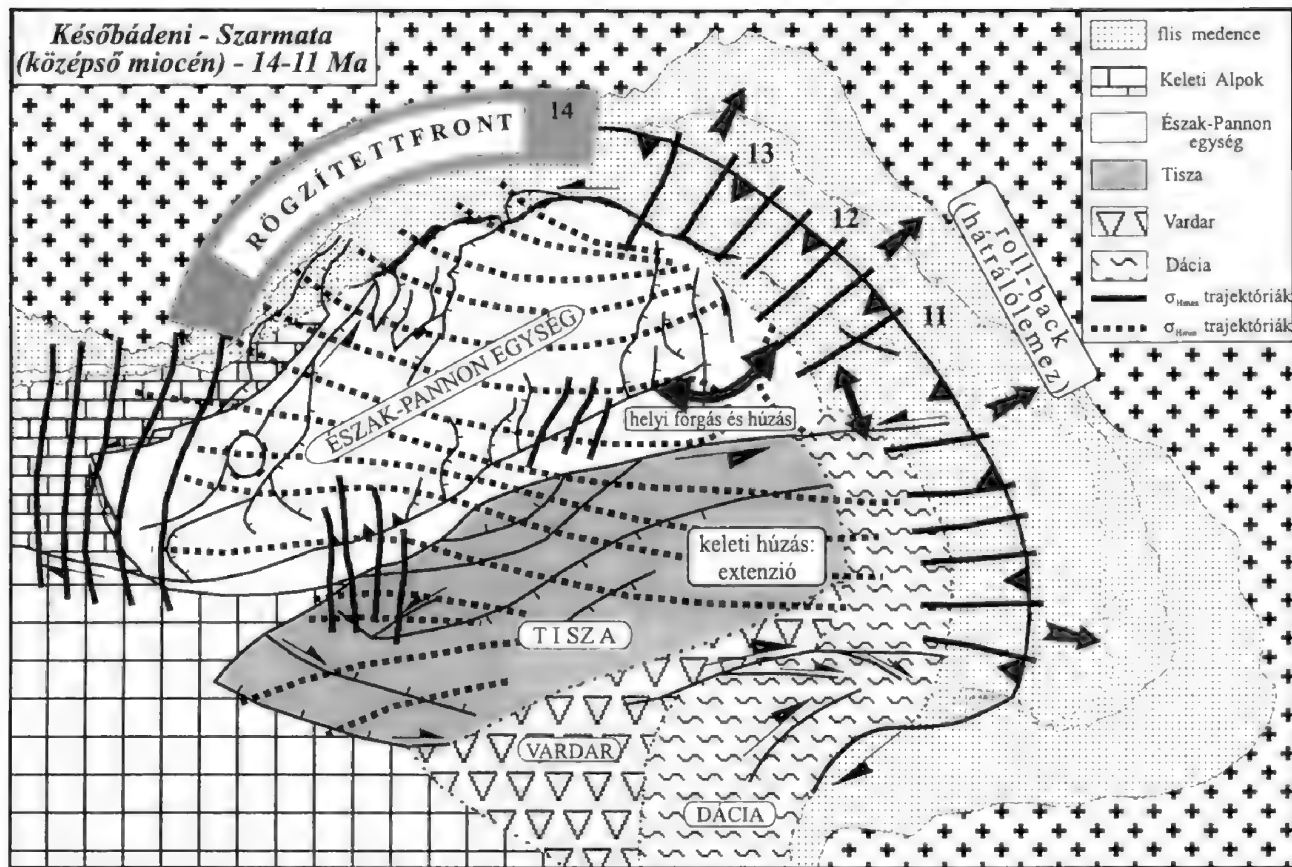 Későbádeni - Szarmata
(középső miocén) - 14-11 Ma
RÖGZÍTETTFRONT
14
13
12
11
roll-back
(hátrálólemez)
ÉSZAK-PANNON EGYSÉG
helyi forgás és húzás
keleti húzás:
extenzió
TISZA
VARDAR
DÁCIA
flis medence
Keleti Alpok
Észak-Pannon
egység
Tisza
Vardar
Dácia
trajektóriák
trajektóriák